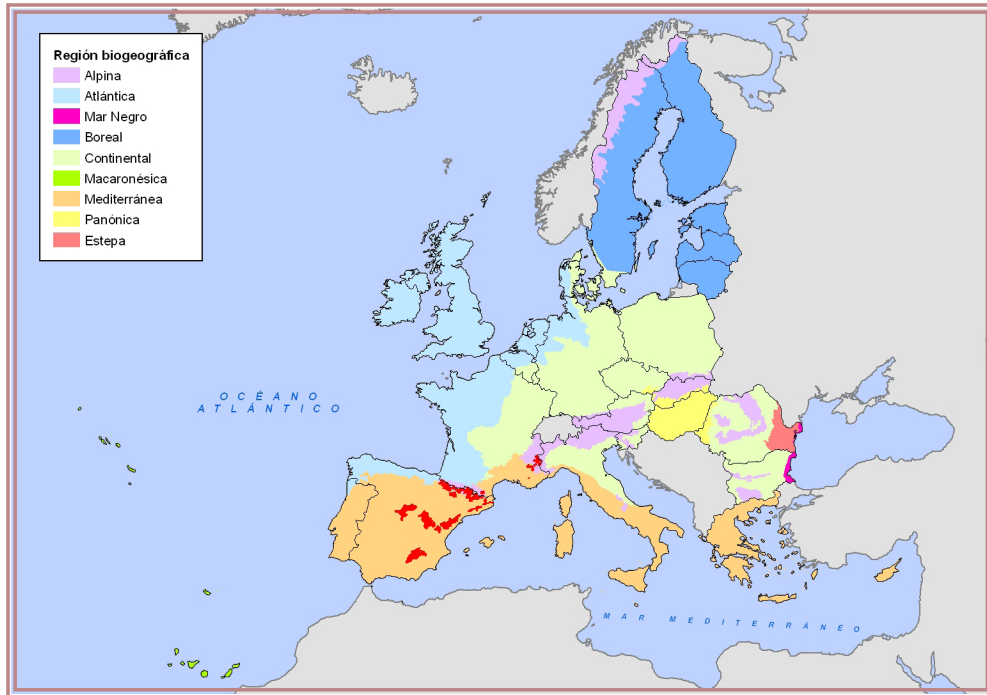 Región biogeográfica
Alpina
Atlántica
Mar Negro
Boreal
Continental
Macaronésica
Mediterránea
Panónica
Estepa
OCÉANO
ATLÁNTICO
MAR MEDITERRÁNEO